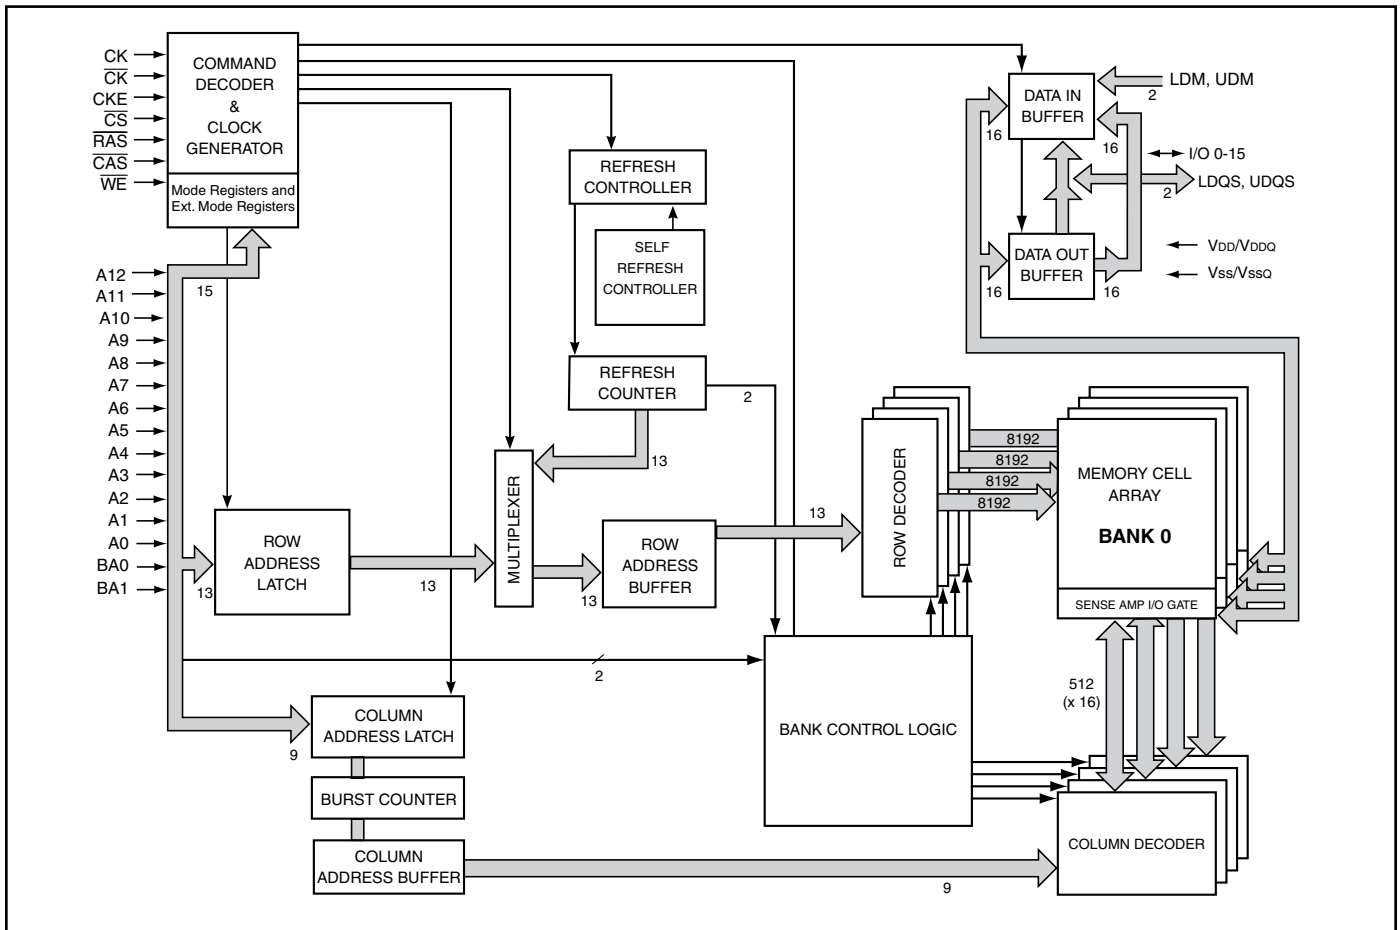 CK
C̅K̅
CKE
C̅S̅
R̅A̅S̅
C̅A̅S̅
W̅E̅
COMMAND
DECODER
&
CLOCK
GENERATOR
Mode Registers and
Ext. Mode Registers
A12
A11
A10
A9
A8
A7
A6
A5
A4
A3
A2
A1
A0
BA0
BA1
15
13
ROW
ADDRESS
LATCH
13
MULTIPLEXER
13
REFRESH
CONTROLLER
SELF
REFRESH
CONTROLLER
REFRESH
COUNTER
2
13
ROW
ADDRESS
BUFFER
13
ROW DECODER
8192
8192
8192
8192
MEMORY CELL
ARRAY
BANK 0
SENSE AMP I/O GATE
DATA IN
BUFFER
LDM, UDM
2
16
16
I/O 0-15
LDQS, UDQS
2
DATA OUT
BUFFER
16
16
VDD/VDDQ
Vss/VssQ
2
BANK CONTROL LOGIC
512
(x 16)
9
COLUMN
ADDRESS LATCH
BURST COUNTER
COLUMN
ADDRESS BUFFER
9
COLUMN DECODER